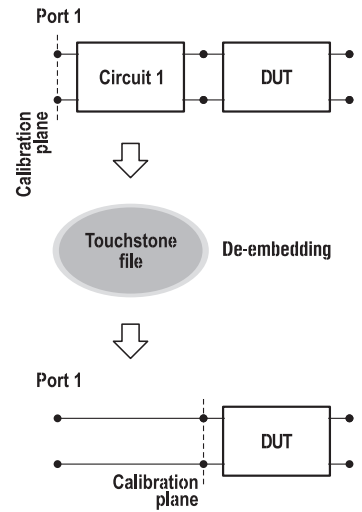 Port 1
Circuit 1
DUT
Calibration
plane
Touchstone
file
De-embedding
Port 1
DUT
Calibration
plane